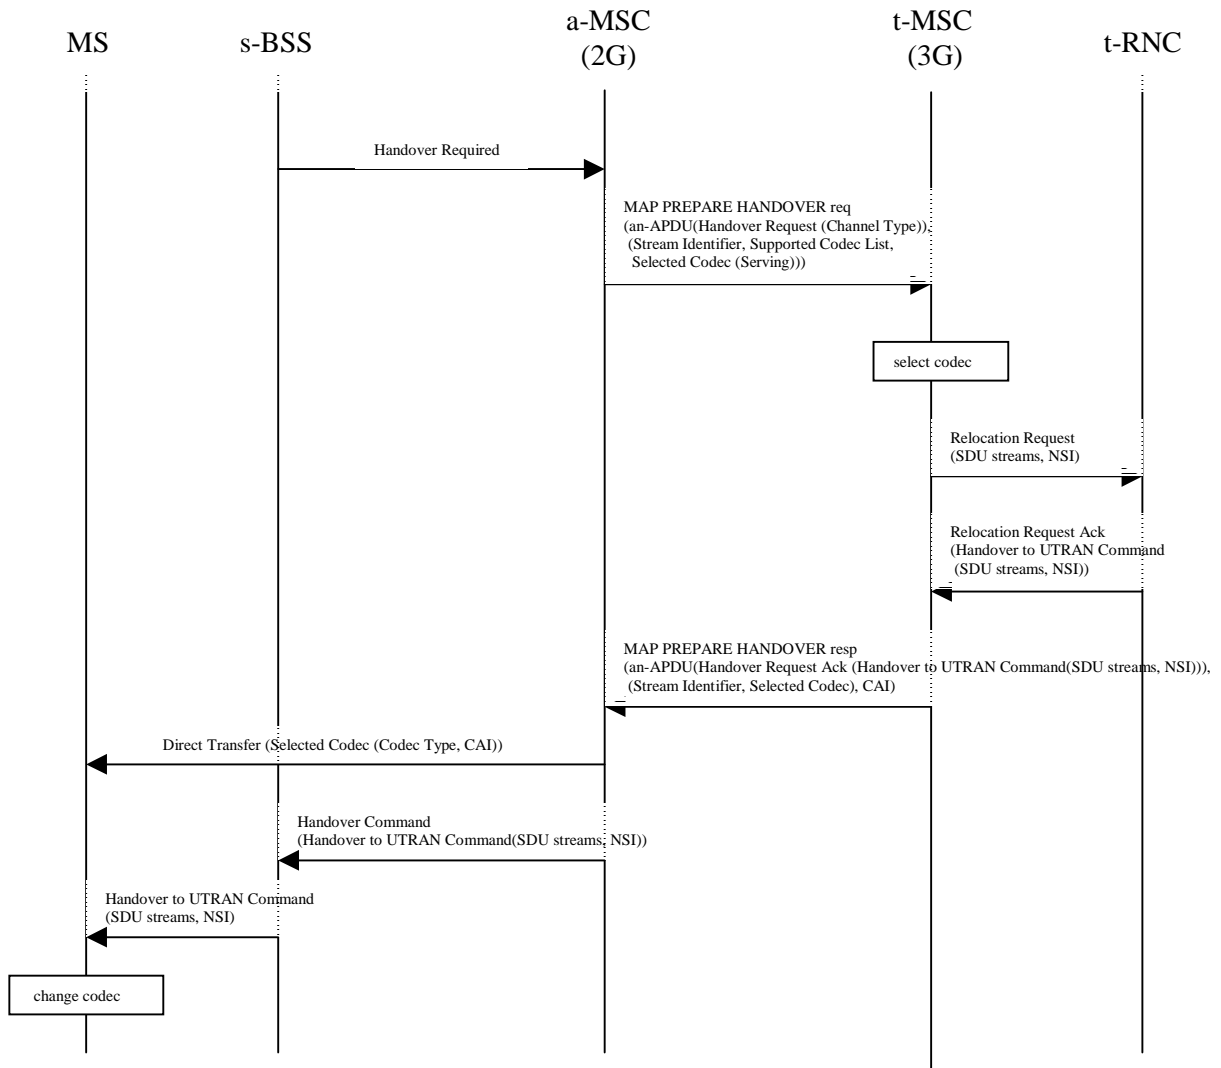 MS
s-BSS
a-MSC
(2G)
t-MSC
(3G)
t-RNC
Handover Required
MAP PREPARE HANDOVER req
(an-APDU(Handover Request (Channel Type)),
(Stream Identifier, Supported Codec List,
Selected Codec (Serving)))
select codec
Relocation Request
(SDU streams, NSI)
Relocation Request Ack
(Handover to UTRAN Command
(SDU streams, NSI))
MAP PREPARE HANDOVER resp
(an-APDU(Handover Request Ack (Handover to UTRAN Command(SDU streams, NSI))),
(Stream Identifier, Selected Codec), CAI)
Direct Transfer (Selected Codec (Codec Type, CAI))
Handover Command
(Handover to UTRAN Command(SDU streams, NSI))
Handover to UTRAN Command
(SDU streams, NSI)
change codec